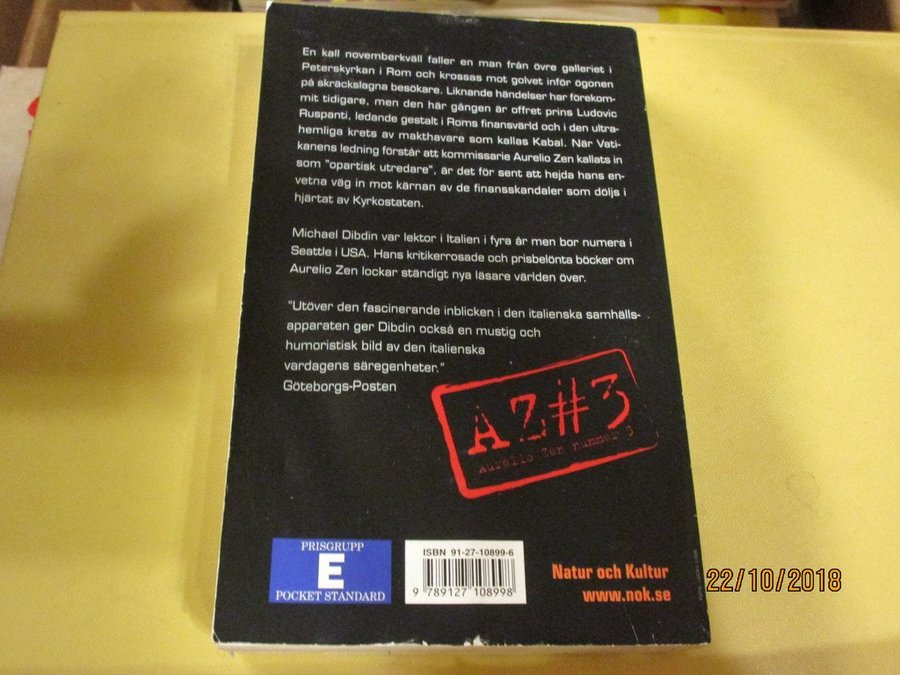 En kall novemberkväll faller en man från övre galleriet i
Peterskyrkan i Rom och krossas mot golvet inför ögonen
på skräckslagna besökare. Liknande händelser har förekom-
mit tidigare, men den här gången är offret prins Ludovic
Ruspanti, ledande gestalt i Roms finansvärld och i den ultra-
hemliga krets av makthavare som kallas Kabal. När Vati-
kanens ledning förstår att kommissarie Aurelio Zen kallats in
som "opartisk utredare", är det för sent att hejda hans en-
vetna väg in mot kärnan av de finansskandaler som döljs i
hjärtat av Kyrkostaten.
Michael Dibdin var lektor i Italien i fyra år men bor numera i
Seattle i USA. Hans kritikerrosade och prisbelönta böcker om
Aurelio Zen lockar ständigt nya läsare världen över.
"Utöver den fascinerande inblicken i den italienska samhälls-
apparaten ger Dibdin också en mustig och
humoristisk bild av den italienska
vardagens säregenheter."
Göteborgs-Posten
AZ#3
Aurelio Zen nummer 3
PRISGRUPP
E
POCKET STANDARD
ISBN 91-27-10899-6
9 789127 108998
Natur och Kultur
www.nok.se
22/10/2018